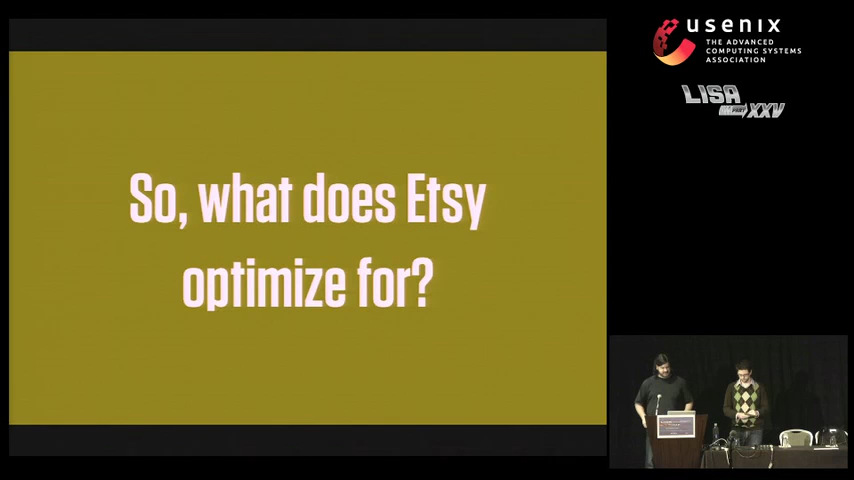 So, what does Etsy
optimize for?
usenix
THE ADVANCED
COMPUTING SYSTEMS
ASSOCIATION
LISA
XXV